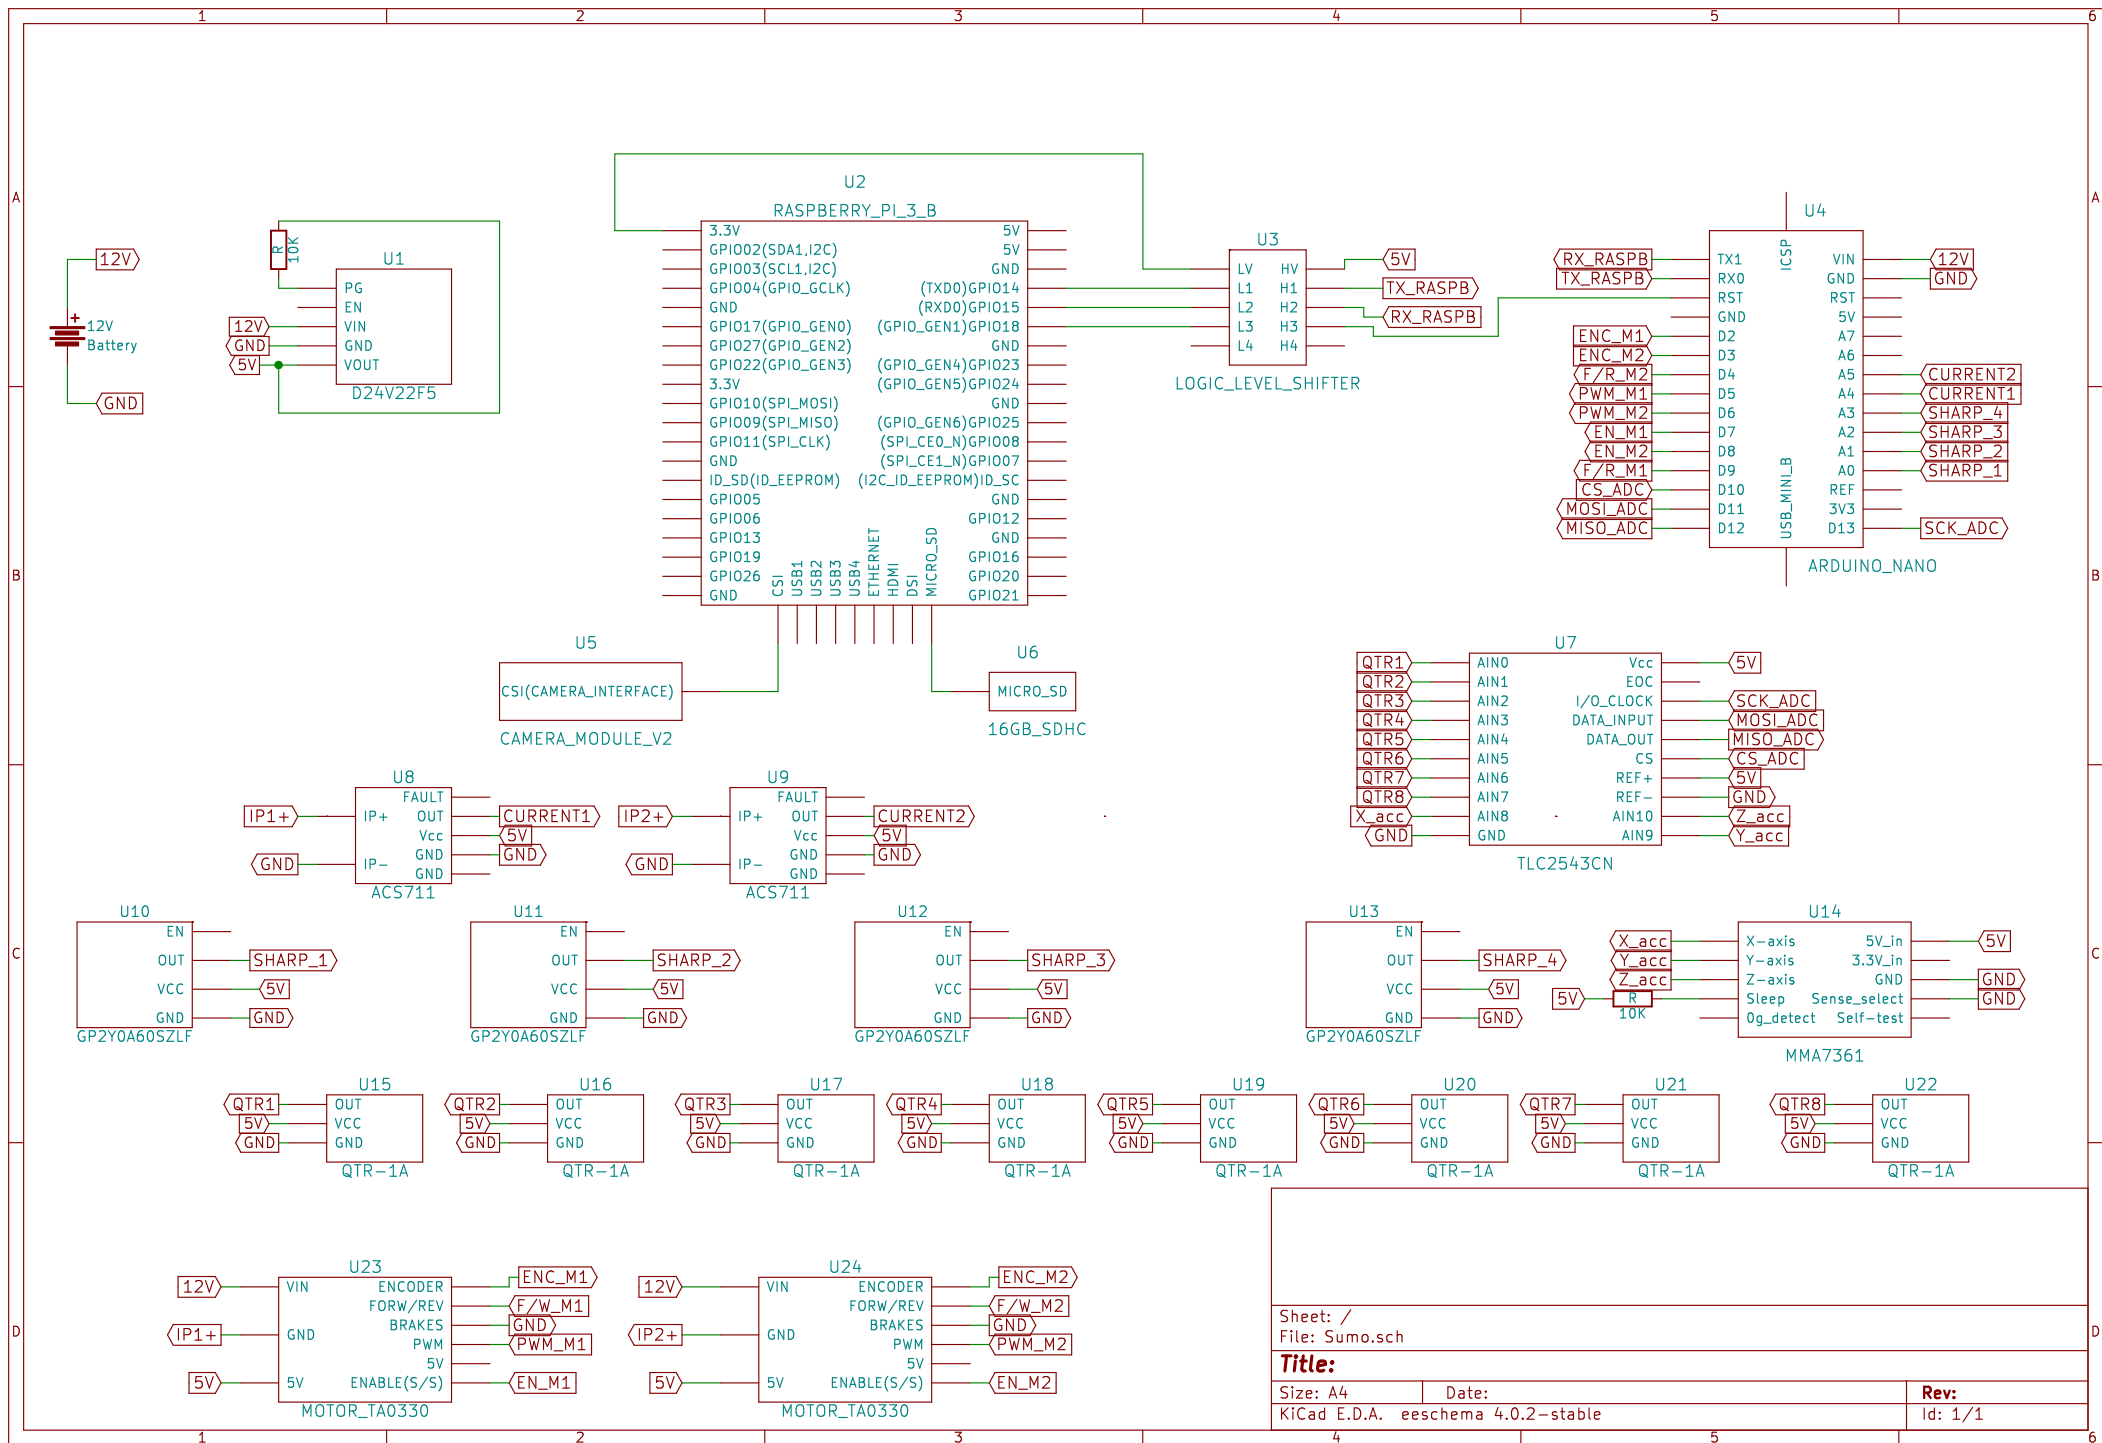 1 2 3 4 5 6
A A
B B
C C
D D
1 2 3 4 5 6
12V
12V
Battery
GND
R
10K
U1
PG
EN
12V VIN
GND GND
5V VOUT
D24V22F5
U2
RASPBERRY_PI_3_B
3.3V 5V
GPIO02(SDA1,I2C) 5V
GPIO03(SCL1,I2C) GND
GPIO04(GPIO_GCLK) (TXD0)GPIO14
GND (RXD0)GPIO15
GPIO17(GPIO_GEN0) (GPIO_GEN1)GPIO18
GPIO27(GPIO_GEN2) GND
GPIO22(GPIO_GEN3) (GPIO_GEN4)GPIO23
3.3V (GPIO_GEN5)GPIO24
GPIO10(SPI_MOSI) GND
GPIO09(SPI_MISO) (GPIO_GEN6)GPIO25
GPIO11(SPI_CLK) (SPI_CE0_N)GPIO08
GND (SPI_CE1_N)GPIO07
ID_SD(ID_EEPROM) (I2C_ID_EEPROM)ID_SC
GPIO05 GND
GPIO06 GPIO12
GPIO13 GND
GPIO19 GPIO16
GPIO26 GPIO20
GND GPIO21
CSI
USB1
USB2
USB3
USB4
ETHERNET
HDMI
DSI
MICRO_SD
U3
LV HV 5V
L1 H1 TX_RASPB
L2 H2 RX_RASPB
L3 H3
L4 H4
LOGIC_LEVEL_SHIFTER
U4
ICSP
RX_RASPB TX1 VIN 12V
TX_RASPB RX0 GND GND
RST RST
GND 5V
ENC_M1 D2 A7
ENC_M2 D3 A6
F/R_M2 D4 A5 CURRENT2
PWM_M1 D5 A4 CURRENT1
PWM_M2 D6 A3 SHARP_4
EN_M1 D7 A2 SHARP_3
EN_M2 D8 A1 SHARP_2
F/R_M1 D9 A0 SHARP_1
CS_ADC D10 REF
MOSI_ADC D11 3V3
MISO_ADC D12 D13 SCK_ADC
USB_MINI_B
ARDUINO_NANO
U5
CSI(CAMERA_INTERFACE)
CAMERA_MODULE_V2
U6
MICRO_SD
16GB_SDHC
U7
QTR1 AIN0 Vcc 5V
QTR2 AIN1 EOC
QTR3 AIN2 I/O_CLOCK SCK_ADC
QTR4 AIN3 DATA_INPUT MOSI_ADC
QTR5 AIN4 DATA_OUT MISO_ADC
QTR6 AIN5 CS CS_ADC
QTR7 AIN6 REF+ 5V
QTR8 AIN7 REF- GND
X_acc AIN8 AIN10 Z_acc
GND GND AIN9 Y_acc
TLC2543CN
U8
FAULT
IP1+ IP+ OUT CURRENT1
Vcc 5V
GND GND
GND IP-
GND
ACS711
U9
FAULT
IP2+ IP+ OUT CURRENT2
Vcc 5V
GND GND
GND IP-
GND
ACS711
U10
EN
OUT SHARP_1
VCC 5V
GND GND
GP2Y0A60SZLF
U11
EN
OUT SHARP_2
VCC 5V
GND GND
GP2Y0A60SZLF
U12
EN
OUT SHARP_3
VCC 5V
GND GND
GP2Y0A60SZLF
U13
EN
OUT SHARP_4
VCC 5V
GND GND
GP2Y0A60SZLF
U14
X_acc X-axis 5V_in 5V
Y_acc Y-axis 3.3V_in
Z_acc Z-axis GND GND
5V R Sleep Sense_select GND
10K
0g_detect Self-test
MMA7361
U15
QTR1 OUT
5V VCC
GND GND
QTR-1A
U16
QTR2 OUT
5V VCC
GND GND
QTR-1A
U17
QTR3 OUT
5V VCC
GND GND
QTR-1A
U18
QTR4 OUT
5V VCC
GND GND
QTR-1A
U19
QTR5 OUT
5V VCC
GND GND
QTR-1A
U20
QTR6 OUT
5V VCC
GND GND
QTR-1A
U21
QTR7 OUT
5V VCC
GND GND
QTR-1A
U22
QTR8 OUT
5V VCC
GND GND
QTR-1A
U23
12V VIN ENCODER ENC_M1
FORW/REV F/W_M1
BRAKES GND
IP1+ GND
PWM PWM_M1
5V
5V 5V ENABLE(S/S) EN_M1
MOTOR_TA0330
U24
12V VIN ENCODER ENC_M2
FORW/REV F/W_M2
BRAKES GND
IP2+ GND
PWM PWM_M2
5V
5V 5V ENABLE(S/S) EN_M2
MOTOR_TA0330
Sheet: /
File: Sumo.sch
Title:
Size: A4 Date: Rev:
KiCad E.D.A. eeschema 4.0.2-stable Id: 1/1